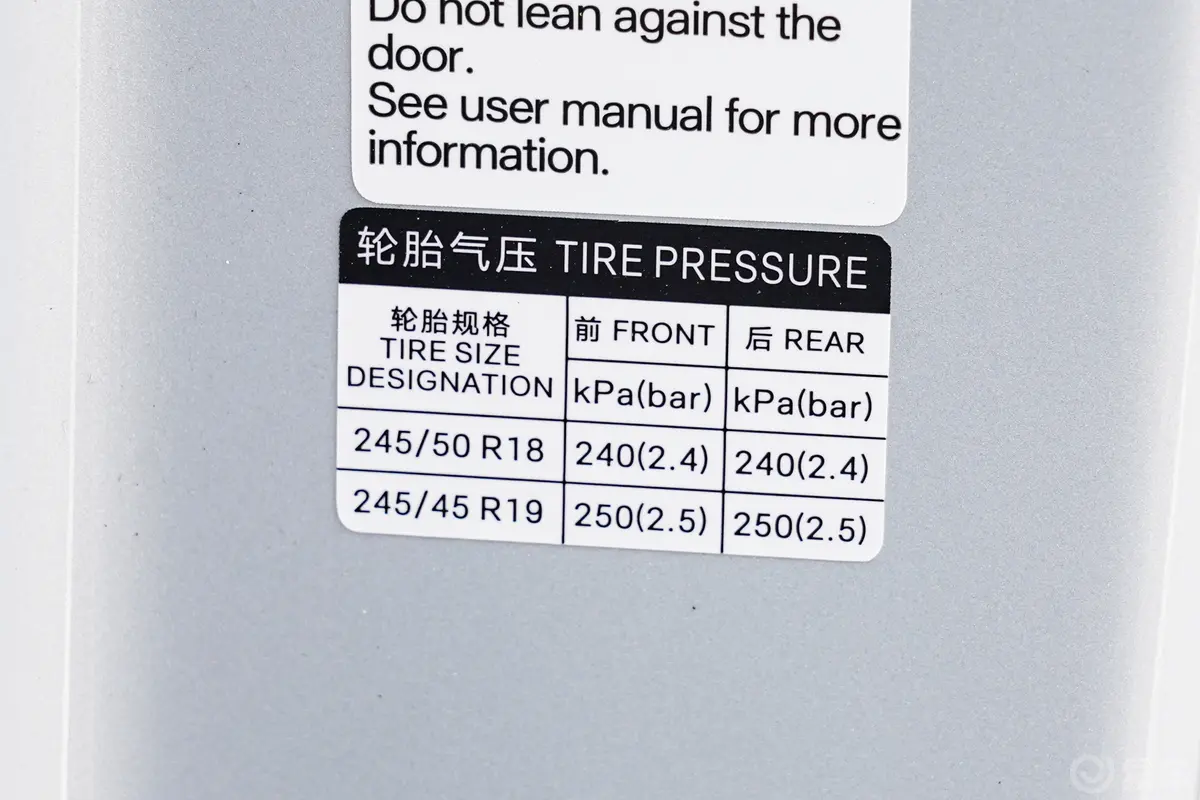 Do not lean against the
door.
See user manual for more
information.
轮胎气压 TIRE PRESSURE
轮胎规格
TIRE SIZE
DESIGNATION
前 FRONT
后 REAR
kPa(bar)
kPa(bar)
245/50 R18
240(2.4)
240(2.4)
245/45 R19
250(2.5)
250(2.5)